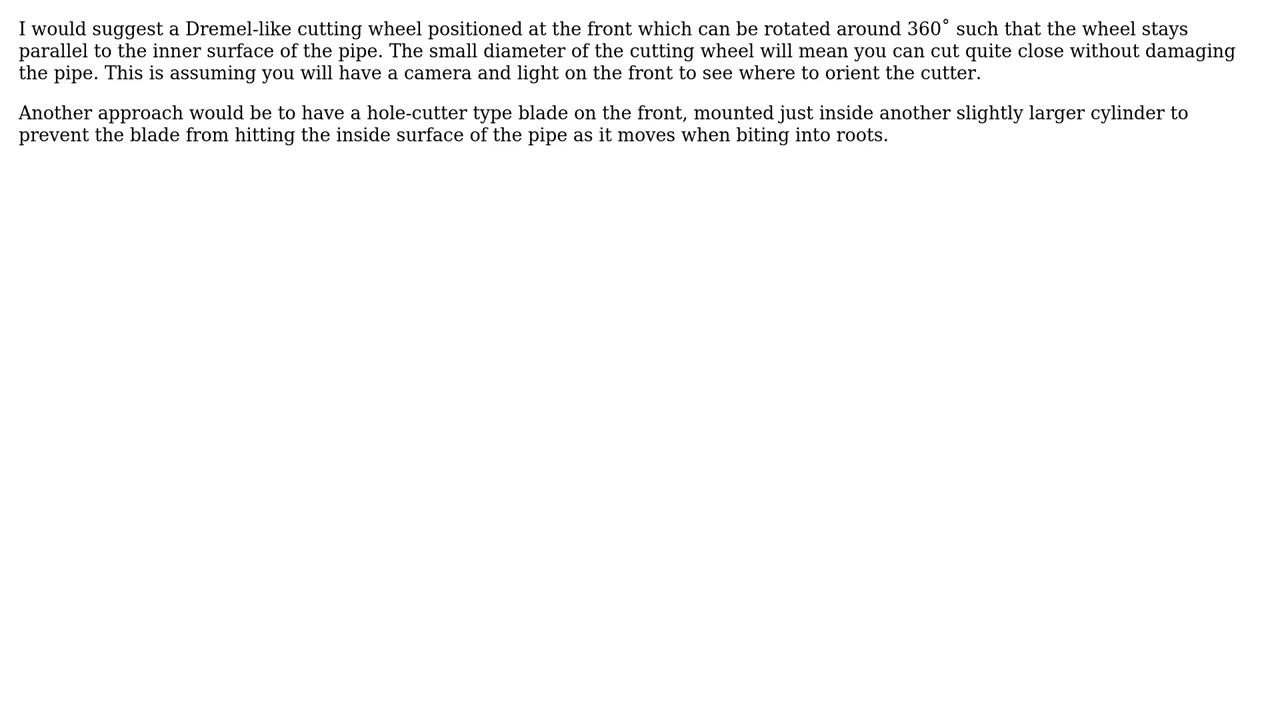 I would suggest a Dremel-like cutting wheel positioned at the front which can be rotated around 360˚ such that the wheel stays
parallel to the inner surface of the pipe. The small diameter of the cutting wheel will mean you can cut quite close without damaging
the pipe. This is assuming you will have a camera and light on the front to see where to orient the cutter.
Another approach would be to have a hole-cutter type blade on the front, mounted just inside another slightly larger cylinder to
prevent the blade from hitting the inside surface of the pipe as it moves when biting into roots.